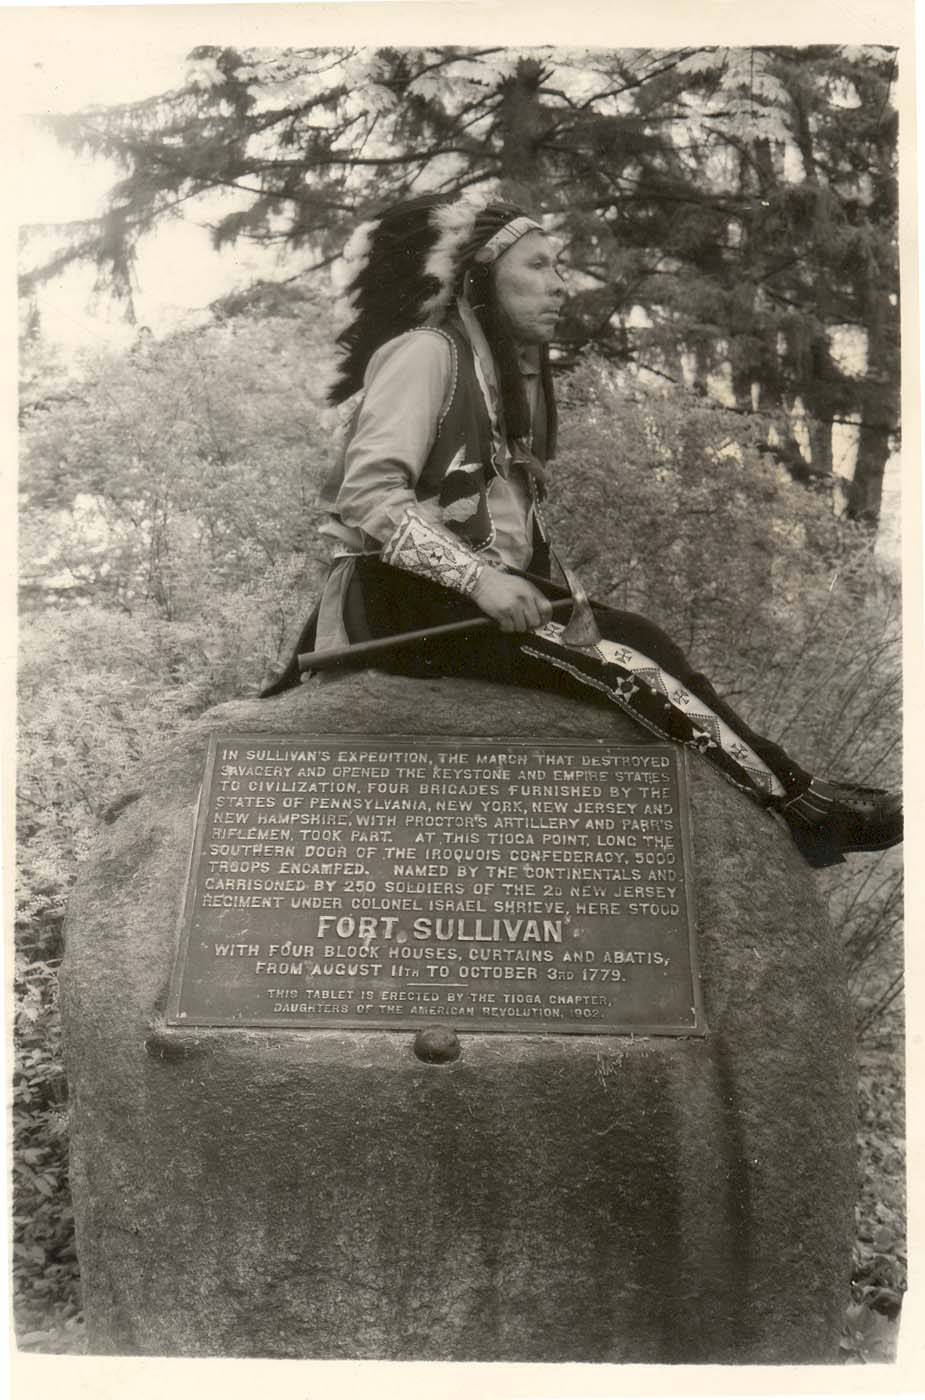 IN SULLIVAN'S EXPEDITION, THE MARCH THAT DESTROYED
SAVAGERY AND OPENED THE KEYSTONE AND EMPIRE STATES
TO CIVILIZATION, FOUR BRIGADES FURNISHED BY THE
STATES OF PENNSYLVANIA, NEW YORK, NEW JERSEY AND
NEW HAMPSHIRE, WITH PROCTOR'S ARTILLERY AND PARR'S
RIFLEMEN, TOOK PART. AT THIS TIOGA POINT, LONG THE
SOUTHERN DOOR OF THE IROQUOIS CONFEDERACY, 5000
TROOPS ENCAMPED. NAMED BY THE CONTINENTALS AND
GARRISONED BY 250 SOLDIERS OF THE 2D NEW JERSEY
REGIMENT UNDER COLONEL ISRAEL SHRIEVE, HERE STOOD
FORT SULLIVAN
WITH FOUR BLOCK HOUSES, CURTAINS AND ABATIS,
FROM AUGUST 11TH TO OCTOBER 3RD 1779.
THIS TABLET IS ERECTED BY THE TIOGA CHAPTER,
DAUGHTERS OF THE AMERICAN REVOLUTION, 1902.